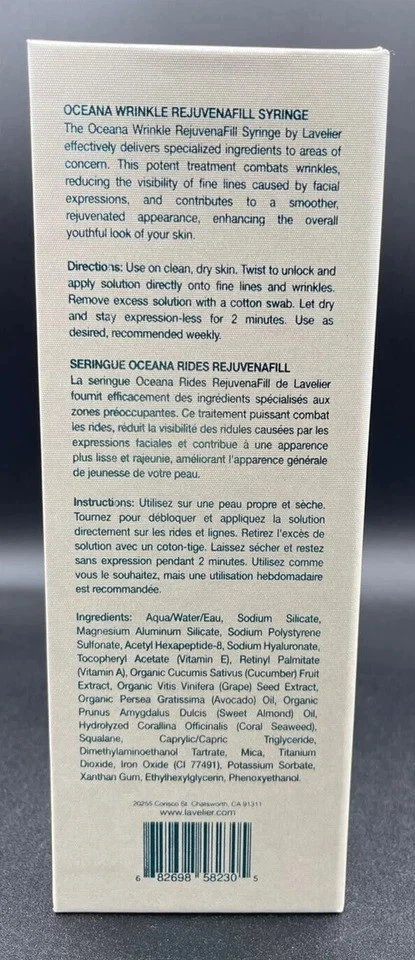 OCEANA WRINKLE REJUVENAFILL SYRINGE
The Oceana Wrinkle RejuvenaFill Syringe by Lavelier
effectively delivers specialized ingredients to areas of
concern. This potent treatment combats wrinkles,
reducing the visibility of fine lines caused by facial
expressions, and contributes to a smoother,
rejuvenated appearance, enhancing the overall
youthful look of your skin.
Directions: Use on clean, dry skin. Twist to unlock and
apply solution directly onto fine lines and wrinkles.
Remove excess solution with a cotton swab. Let dry
and stay expression-less for 2 minutes. Use as
desired, recommended weekly.
SERINGUE OCEANA RIDES REJUVENAFILL
La seringue Oceana Rides RejuvenaFill de Lavelier
fournit efficacement des ingrédients spécialisés aux
zones préoccupantes. Ce traitement puissant combat
les rides, réduit la visibilité des ridules causées par les
expressions faciales et contribue à une apparence
plus lisse et rajeunie, améliorant l'apparence générale
de jeunesse de votre peau.
Instructions: Utilisez sur une peau propre et sèche.
Tournez pour débloquer et appliquez la solution
directement sur les rides et lignes. Retirez l'excès de
solution avec un coton-tige. Laissez sécher et restez
sans expression pendant 2 minutes. Utilisez comme
vous le souhaitez, mais une utilisation hebdomadaire
est recommandée.
Ingredients: Aqua/Water/Eau, Sodium Silicate,
Magnesium Aluminum Silicate, Sodium Polystyrene
Sulfonate, Acetyl Hexapeptide-8, Sodium Hyaluronate,
Tocopheryl Acetate (Vitamin E), Retinyl Palmitate
(Vitamin A), Organic Cucumis Sativus (Cucumber) Fruit
Extract, Organic Vitis Vinifera (Grape) Seed Extract,
Organic Persea Gratissima (Avocado) Oil, Organic
Prunus Amygdalus Dulcis (Sweet Almond) Oil,
Hydrolyzed Corallina Officinalis (Coral Seaweed),
Squalane, Caprylic/Capric Triglyceride,
Dimethylaminoethanol Tartrate, Mica, Titanium
Dioxide, Iron Oxide (CI 77491), Potassium Sorbate,
Xanthan Gum, Ethylhexylglycerin, Phenoxyethanol.
20255 Corisco St. Chatsworth, CA 91311
www.lavelier.com
6 82698 58230 5